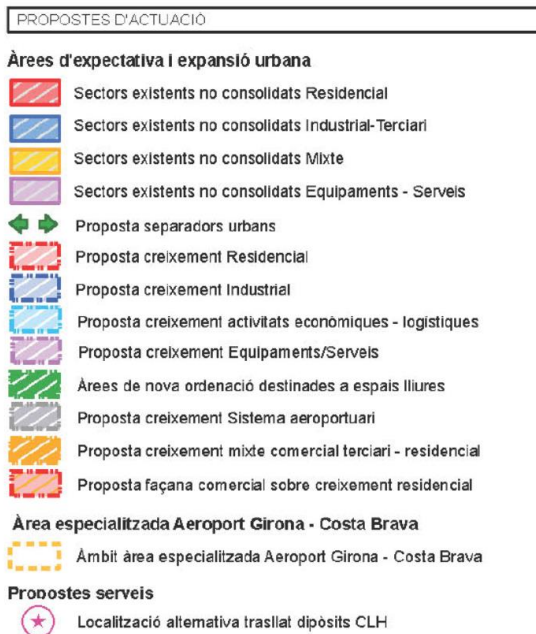 PROPOSTES D'ACTUACIÓ
Àrees d'expectativa i expansió urbana
Sectors existents no consolidats Residencial
Sectors existents no consolidats Industrial-Terciari
Sectors existents no consolidats Mixte
Sectors existents no consolidats Equipaments - Serveis
Proposta separadors urbans
Proposta creixement Residencial
Proposta creixement Industrial
Proposta creixement activitats econòmiques - logístiques
Proposta creixement Equipaments/Serveis
Àrees de nova ordenació destinades a espais lliures
Proposta creixement Sistema aeroportuari
Proposta creixement mixte comercial terciari - residencial
Proposta façana comercial sobre creixement residencial
Àrea especialitzada Aeroport Girona - Costa Brava
Àmbit àrea especialitzada Aeroport Girona - Costa Brava
Propostes serveis
Localització alternativa trasllat dipòsits CLH